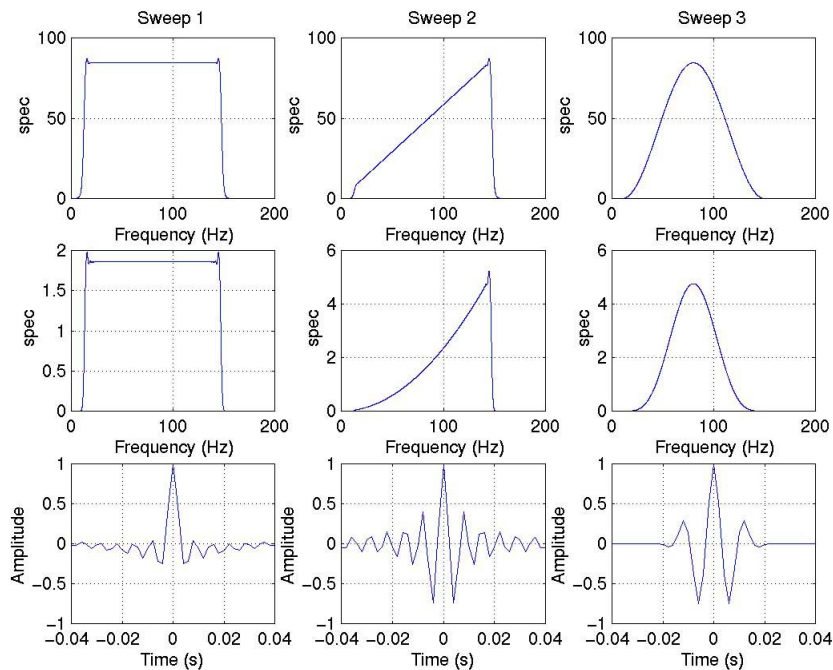 Sweep 1 Sweep 2 Sweep 3
100 100 100
spec spec spec
50 50 50
0 0 0
0 100 200 0 100 200 0 100 200
Frequency (Hz) Frequency (Hz) Frequency (Hz)
2 6 6
1.5
spec 4 spec 4 spec
1
2 2
0.5
0 0 0
0 100 200 0 100 200 0 100 200
Frequency (Hz) Frequency (Hz) Frequency (Hz)
1 1 1
Amplitude Amplitude Amplitude
0.5 0.5 0.5
0 0 0
−0.5 −0.5 −0.5
−1 −1 −1
−0.04 −0.02 0 0.02 0.04 −0.04 −0.02 0 0.02 0.04 −0.04 −0.02 0 0.02 0.04
Time (s) Time (s) Time (s)